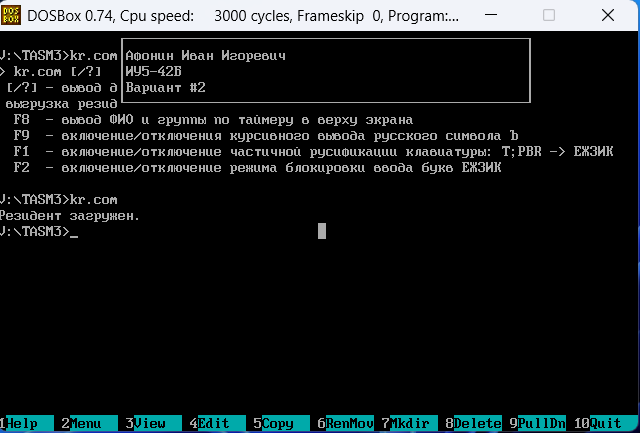 DOSBox 0.74, Cpu speed: 3000 cycles, Frameskip 0, Program:...
V:\TASM3>kr.com
Афонин Иван Игоревич
> kr.com [/?]
ИУ5-42В
[/?] - вывод д
Вариант #2
выгрузка резид
F8 - вывод ФИО и группы по таймеру в верху экрана
F9 - включение/отключения курсивного вывода русского символа Ъ
F1 - включение/отключение частичной русификации клавиатуры: T;PBR -> ЕЖЗИК
F2 - включение/отключение режима блокировки ввода букв ЕЖЗИК
V:\TASM3>kr.com
Резидент загружен.
V:\TASM3>_
1Help 2Menu 3View 4Edit 5Copy 6RenMov 7Mkdir 8Delete 9PullDn 10Quit